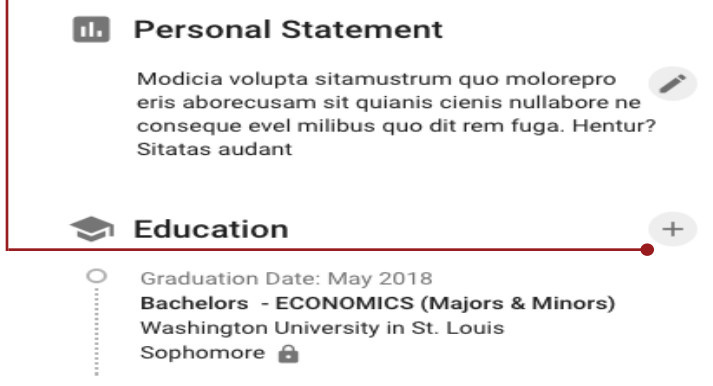 Personal Statement
Modicia volupta sitamustrum quo molorepro
eris aborecusam sit quianis cienis nullabore ne
conseque evel milibus quo dit rem fuga. Hentur?
Sitatas audant
Education
Graduation Date: May 2018
Bachelors - ECONOMICS (Majors & Minors)
Washington University in St. Louis
Sophomore